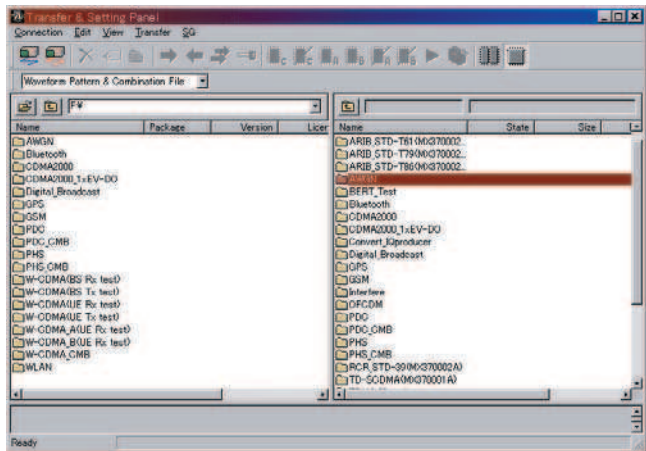 Transfer & Setting Panel
Connection Edit View Transfer SG
Waveform Pattern & Combination File
F¥
Name Package Version Licer
AWGN
Bluetooth
CDMA2000
CDMA2000_1xEV-DO
Digital_Broadcast
GPS
GSM
PDC
PDC_CMB
PHS
PHS_CMB
W-CDMA(BS Rx test)
W-CDMA(BS Tx test)
W-CDMA(UE Rx test)
W-CDMA(UE Tx test)
W-CDMA_A(UE Rx test)
W-CDMA_B(UE Rx test)
W-CDMA_CMB
WLAN
Name State Size
ARIB_STD-T61(MX370002...
ARIB_STD-T79(MX370002...
ARIB_STD-T86(MX370002...
AWGN
BERT_Test
Bluetooth
CDMA2000
CDMA2000_1xEV-DO
Convert_IQproducer
Digital_Broadcast
GPS
GSM
Interfere
OFCDM
PDC
PDC_CMB
PHS
PHS_CMB
RCR_STD-39(MX370002A)
TD-SCDMA(MX370001A)
Ready